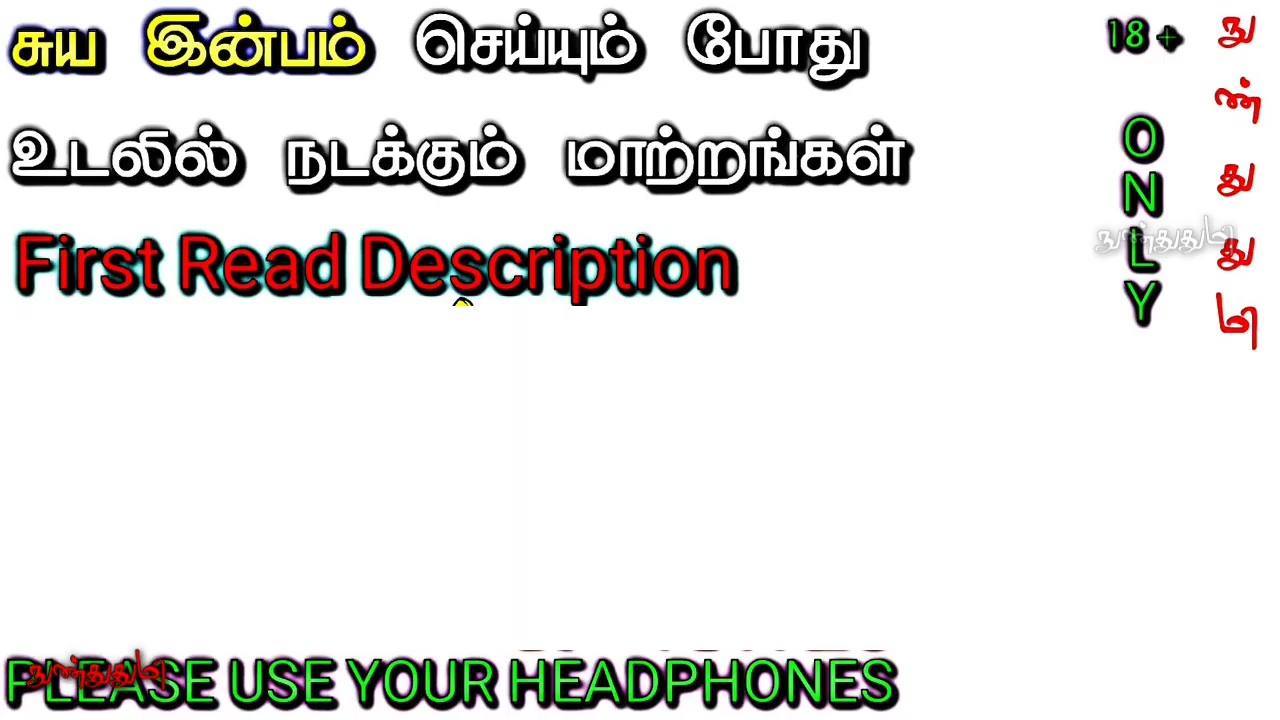 சுய இன்பம் செய்யும் போது
உடலில் நடக்கும் மாற்றங்கள்
First Read Description
18 +
ONLY
நுண்துதுமி
நுண்துதுமி
நுண்துதுமி
PLEASE USE YOUR HEADPHONES